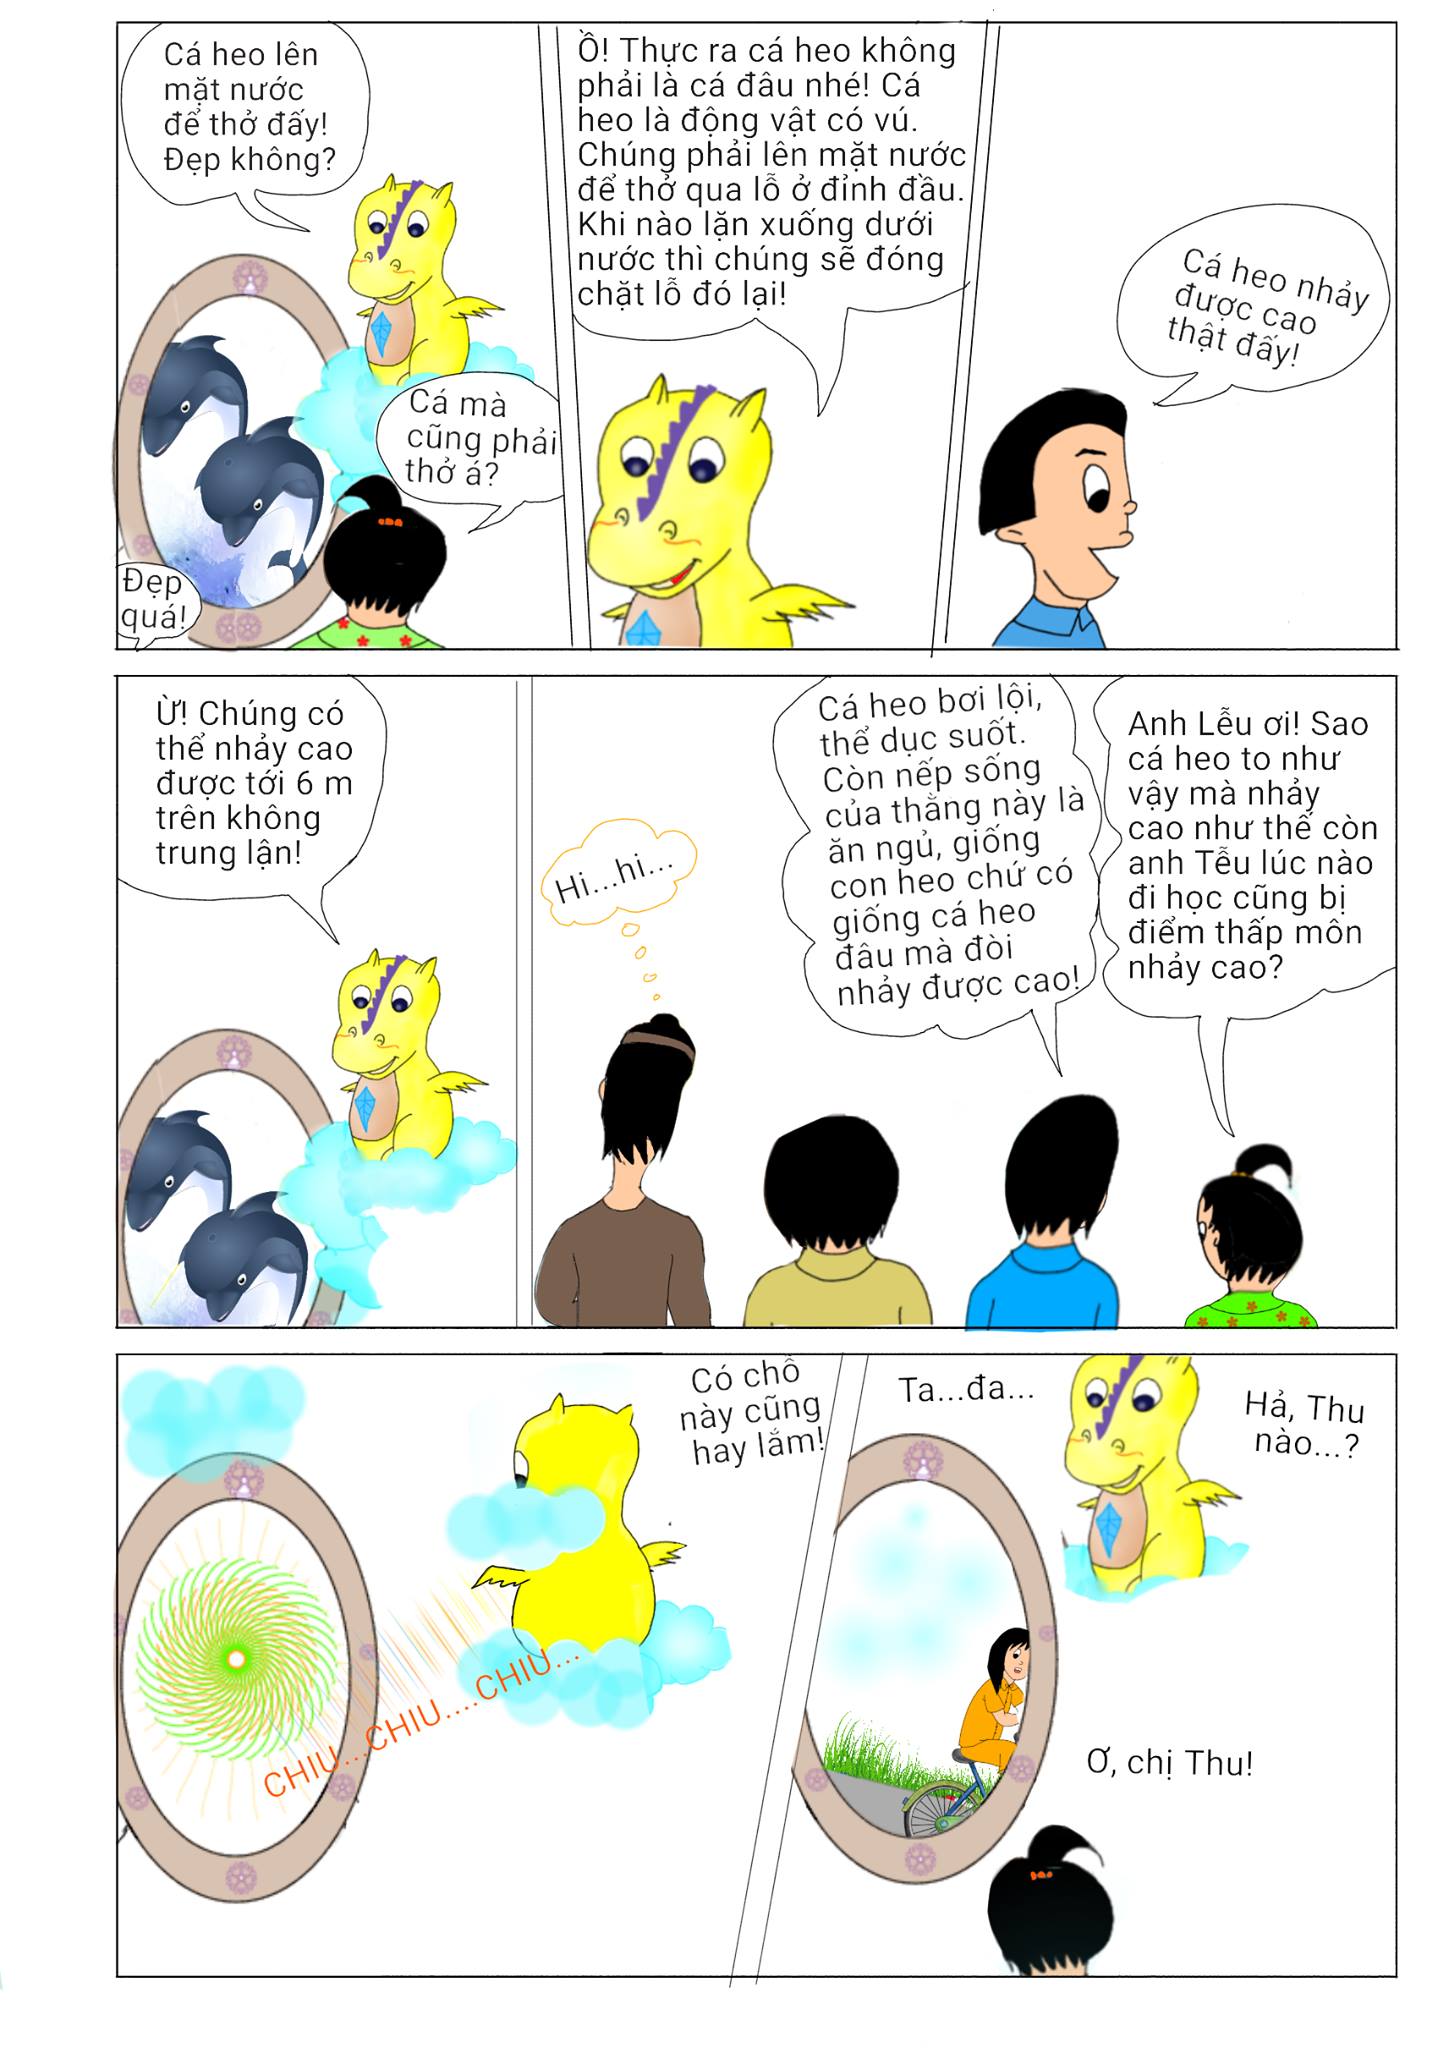 Cá heo lên
mặt nước
để thở đấy!
Đẹp không?
Cá mà
cũng phải
thở á?
Đẹp
quá!
Ồ! Thực ra cá heo không
phải là cá đâu nhé! Cá
heo là động vật có vú.
Chúng phải lên mặt nước
để thở qua lỗ ở đỉnh đầu.
Khi nào lặn xuống dưới
nước thì chúng sẽ đóng
chặt lỗ đó lại!
Cá heo nhảy
được cao
thật đấy!
Ừ! Chúng có
thể nhảy cao
được tới 6 m
trên không
trung lận!
Hi...hi...
Anh Lễu ơi! Sao
cá heo to như
vậy mà nhảy
cao như thế còn
anh Tễu lúc nào
đi học cũng bị
điểm thấp môn
nhảy cao?
Cá heo bơi lội,
thể dục suốt.
Còn nếp sống
của thằng này là
ăn ngủ, giống
con heo chứ có
giống cá heo
đâu mà đòi
nhảy được cao!
Có chỗ
này cũng
hay lắm!
CHIU...CHIU....CHIU...
Ta...đa...
Hả, Thu
nào...?
Ơ, chị Thu!